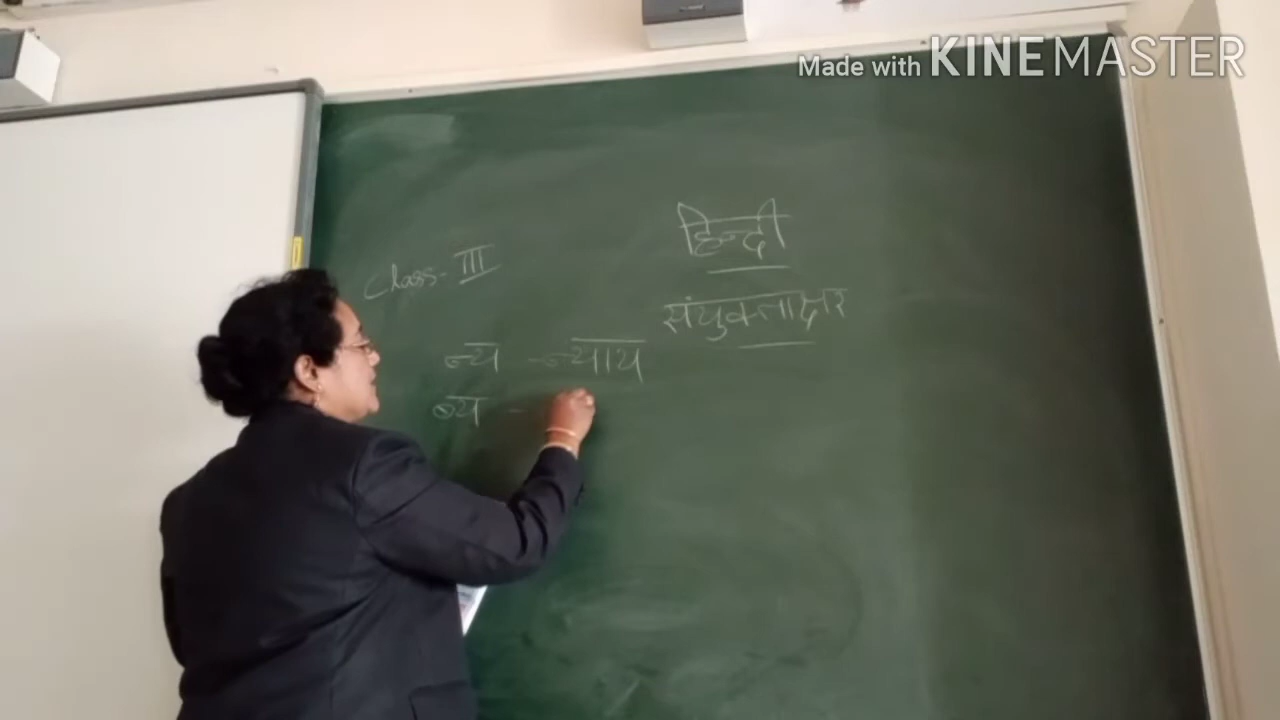 Made with KINEMASTER
हिन्दी
Class - III
संयुक्ताक्षर
न्य - न्याय
व्य -